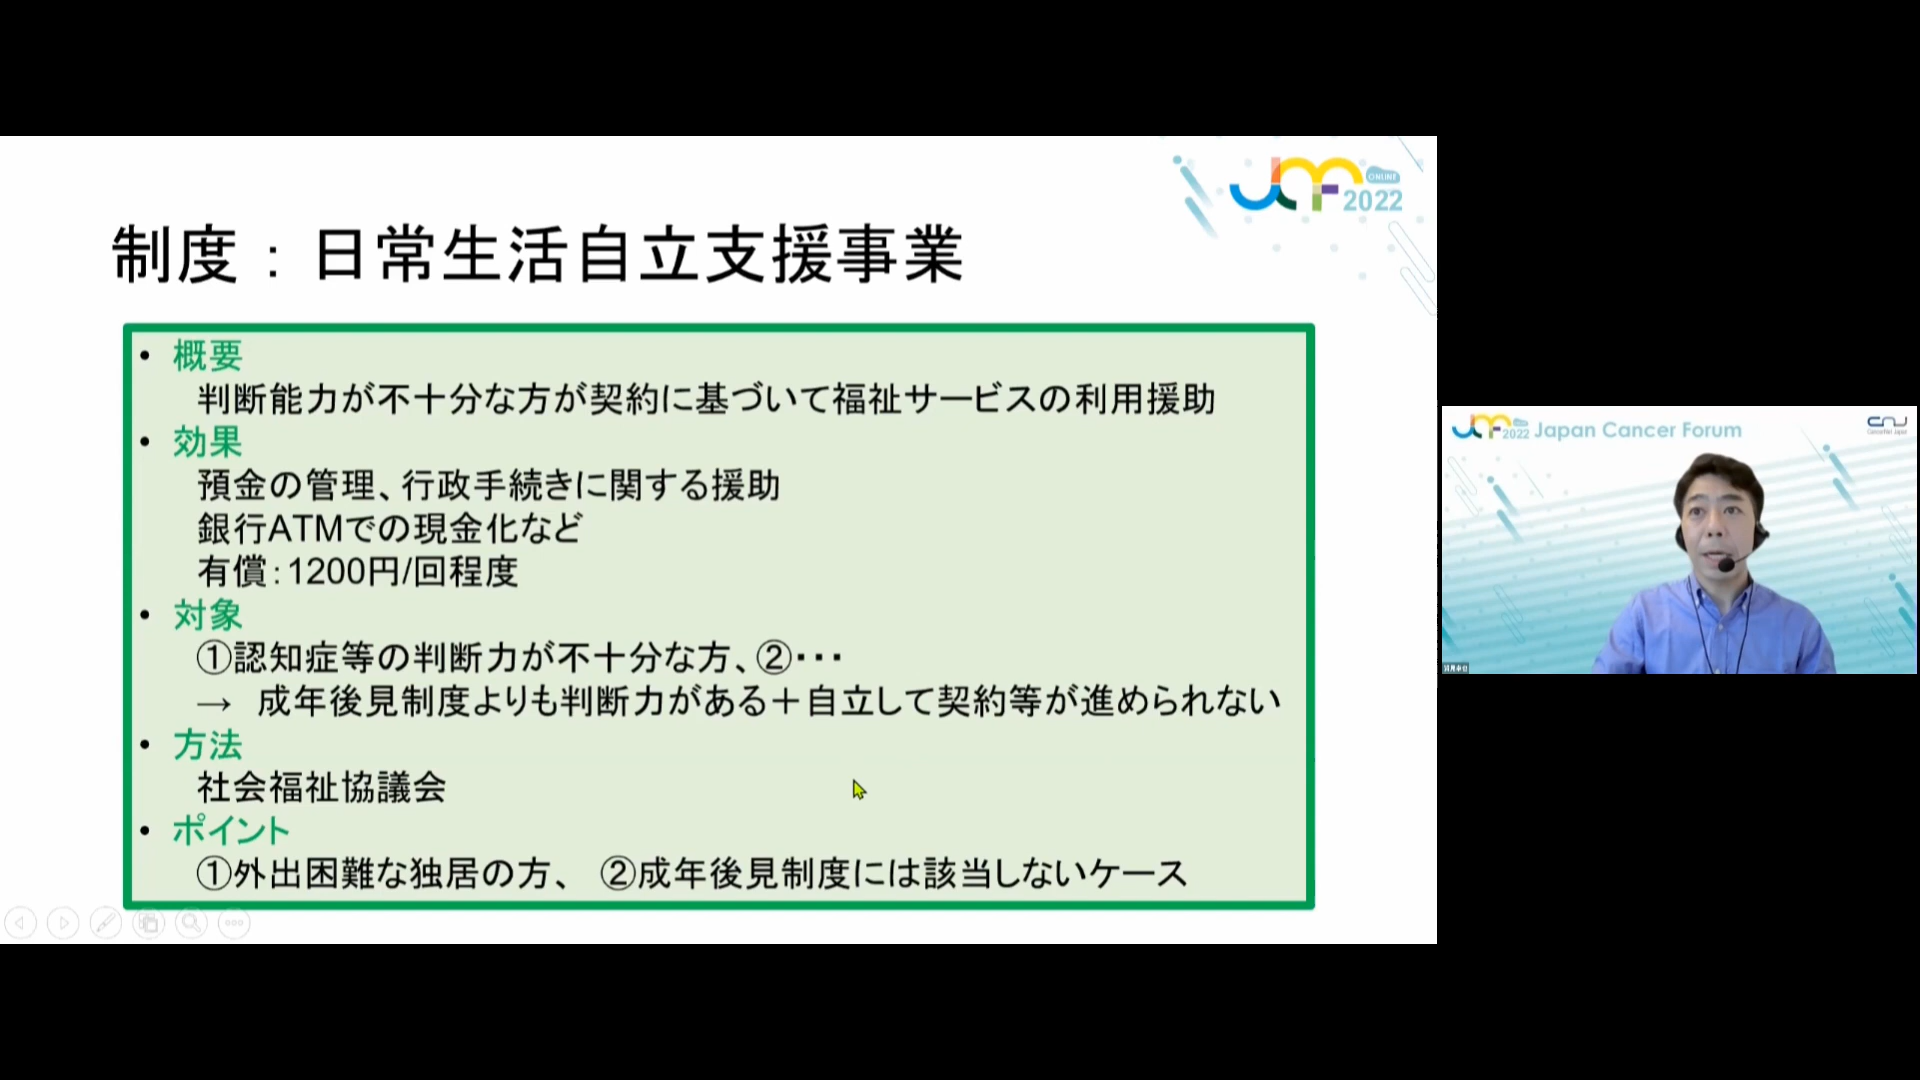 ONLINE
JCF 2022
制度：日常生活自立支援事業
• 概要
判断能力が不十分な方が契約に基づいて福祉サービスの利用援助
• 効果
預金の管理、行政手続きに関する援助
銀行ATMでの現金化など
有償：1200円/回程度
• 対象
①認知症等の判断力が不十分な方、②・・・
→ 成年後見制度よりも判断力がある＋自立して契約等が進められない
• 方法
社会福祉協議会
• ポイント
①外出困難な独居の方、 ②成年後見制度には該当しないケース
JCF 2022 Japan Cancer Forum
CNJ
CancerNet Japan